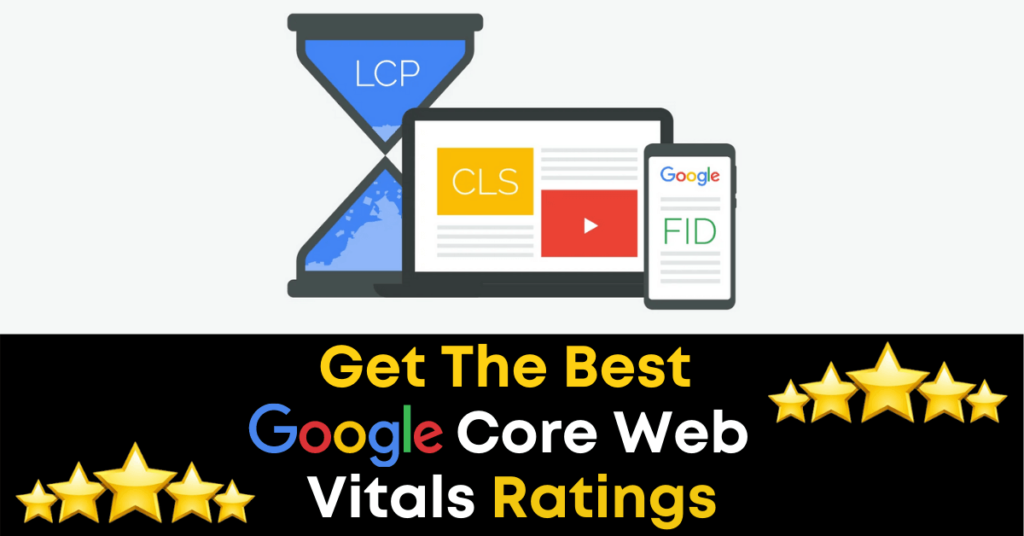 LCP
CLS
Google
FID
Get The Best
Google Core Web
Vitals Ratings